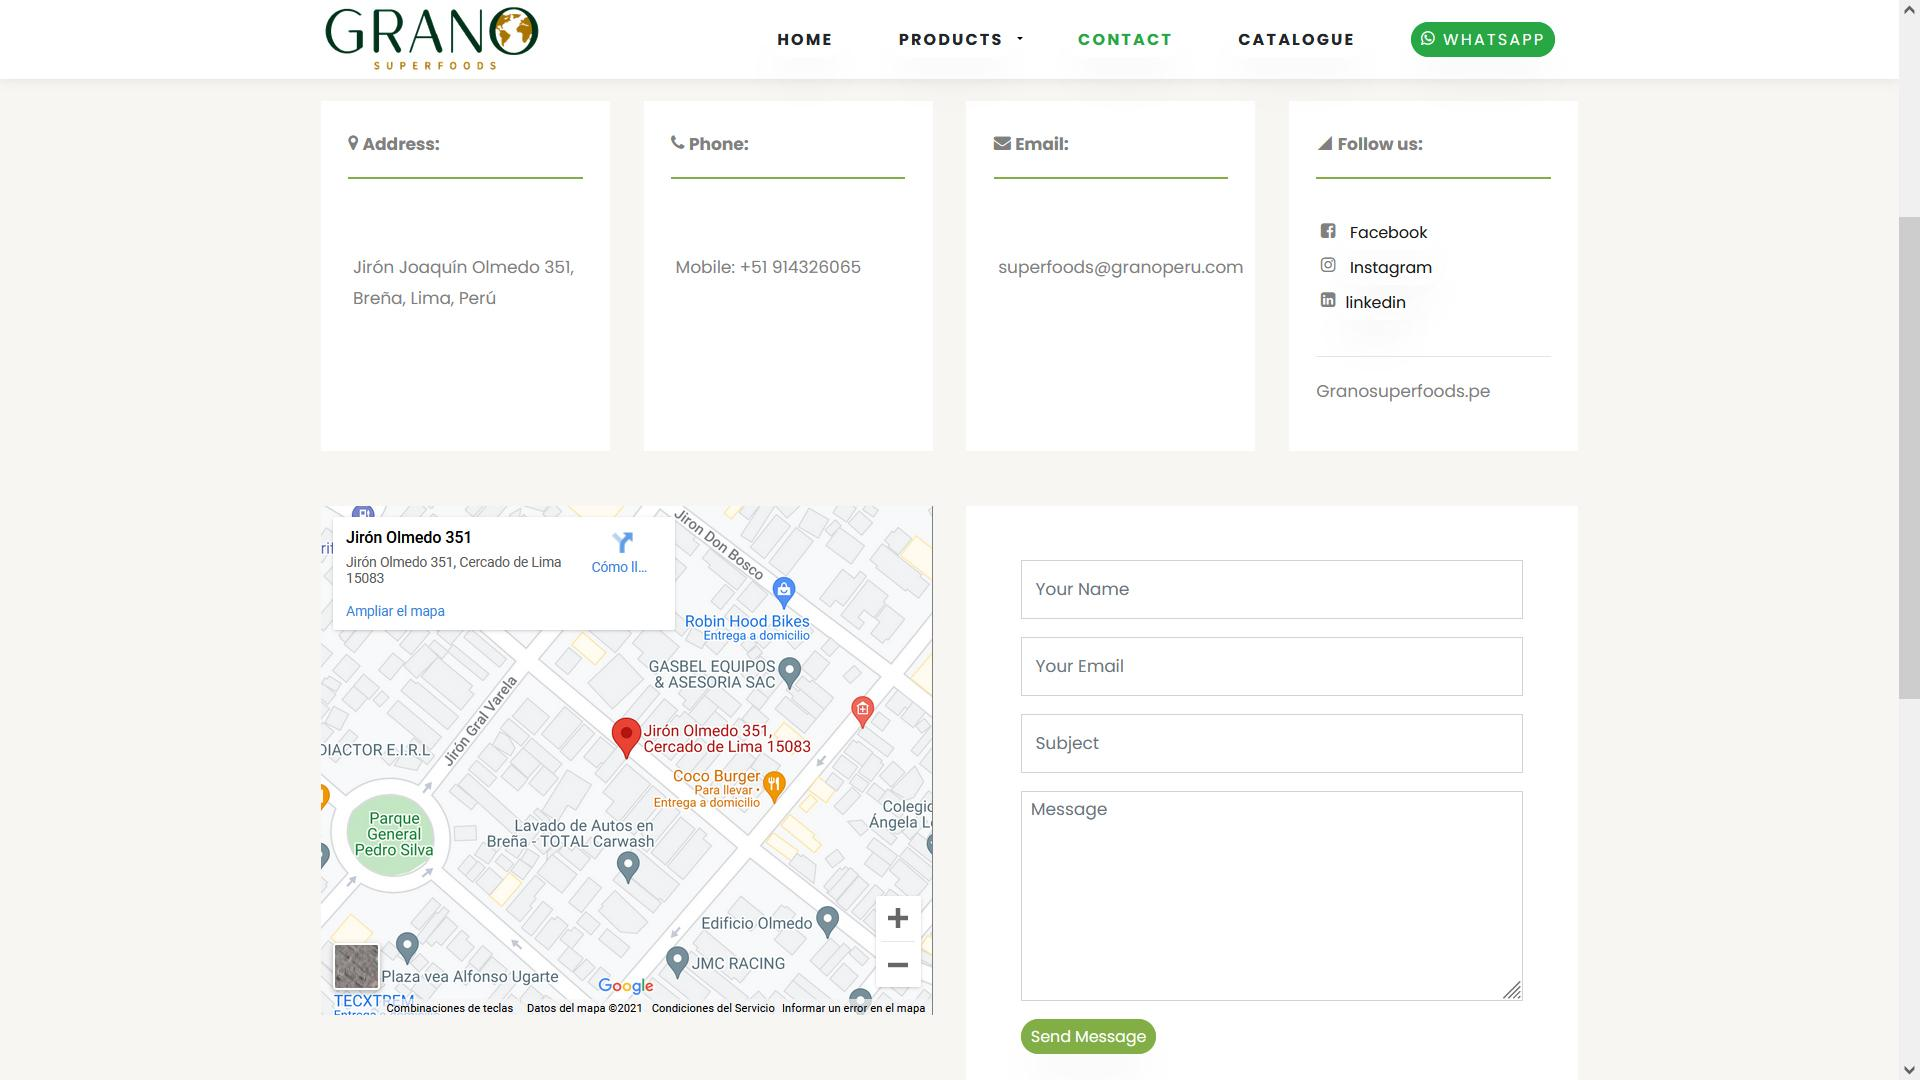 GRANO
SUPERFOODS
HOME
PRODUCTS
CONTACT
CATALOGUE
WHATSAPP
Address:
Jirón Joaquín Olmedo 351,
Breña, Lima, Perú
Phone:
Mobile: +51 914326065
Email:
superfoods@granoperu.com
Follow us:
Facebook
Instagram
linkedin
Granosuperfoods.pe
Jirón Olmedo 351
Jirón Olmedo 351, Cercado de Lima
15083
Cómo ll...
Ampliar el mapa
Jiron Don Bosco
Robin Hood Bikes
Entrega a domicilio
GASBEL EQUIPOS
& ASESORIA SAC
Jirón Gral Varela
Jirón Olmedo 351,
Cercado de Lima 15083
DIACTOR E.I.R.L
Coco Burger
Para llevar •
Entrega a domicilio
Colegio
Ángela L
Parque
General
Pedro Silva
Lavado de Autos en
Breña - TOTAL Carwash
Edificio Olmedo
JMC RACING
Plaza vea Alfonso Ugarte
TECXTREM
Google
Combinaciones de teclas
Datos del mapa ©2021
Condiciones del Servicio
Informar un error en el mapa
Your Name
Your Email
Subject
Message
Send Message